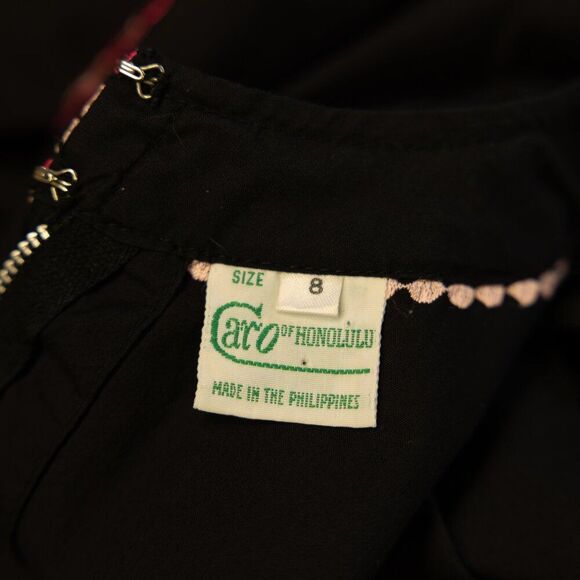 SIZE 8
Caro OF HONOLULU
MADE IN THE PHILIPPINES